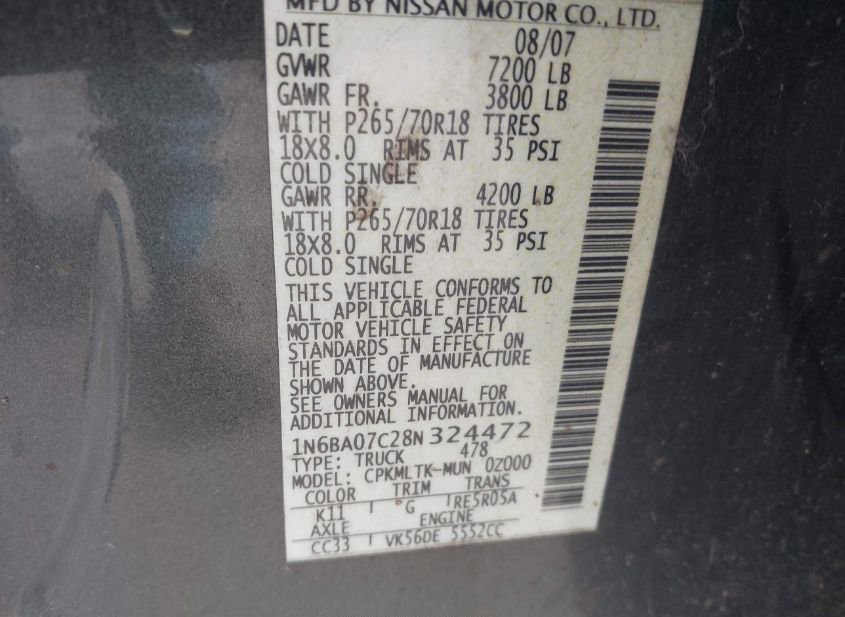 MFD BY NISSAN MOTOR CO., LTD.
DATE 08/07
GVWR 7200 LB
GAWR FR. 3800 LB
WITH P265/70R18 TIRES
18X8.0 RIMS AT 35 PSI
COLD SINGLE
GAWR RR. 4200 LB
WITH P265/70R18 TIRES
18X8.0 RIMS AT 35 PSI
COLD SINGLE
THIS VEHICLE CONFORMS TO
ALL APPLICABLE FEDERAL
MOTOR VEHICLE SAFETY
STANDARDS IN EFFECT ON
THE DATE OF MANUFACTURE
SHOWN ABOVE.
SEE OWNERS MANUAL FOR
ADDITIONAL INFORMATION.
1N6BA07C28N324472
TYPE: TRUCK 478
MODEL: CPKMLTK-MUN 0Z000
COLOR TRIM TRANS
K11 G RE5R05A
AXLE ENGINE
CC33 VK56DE 5552CC